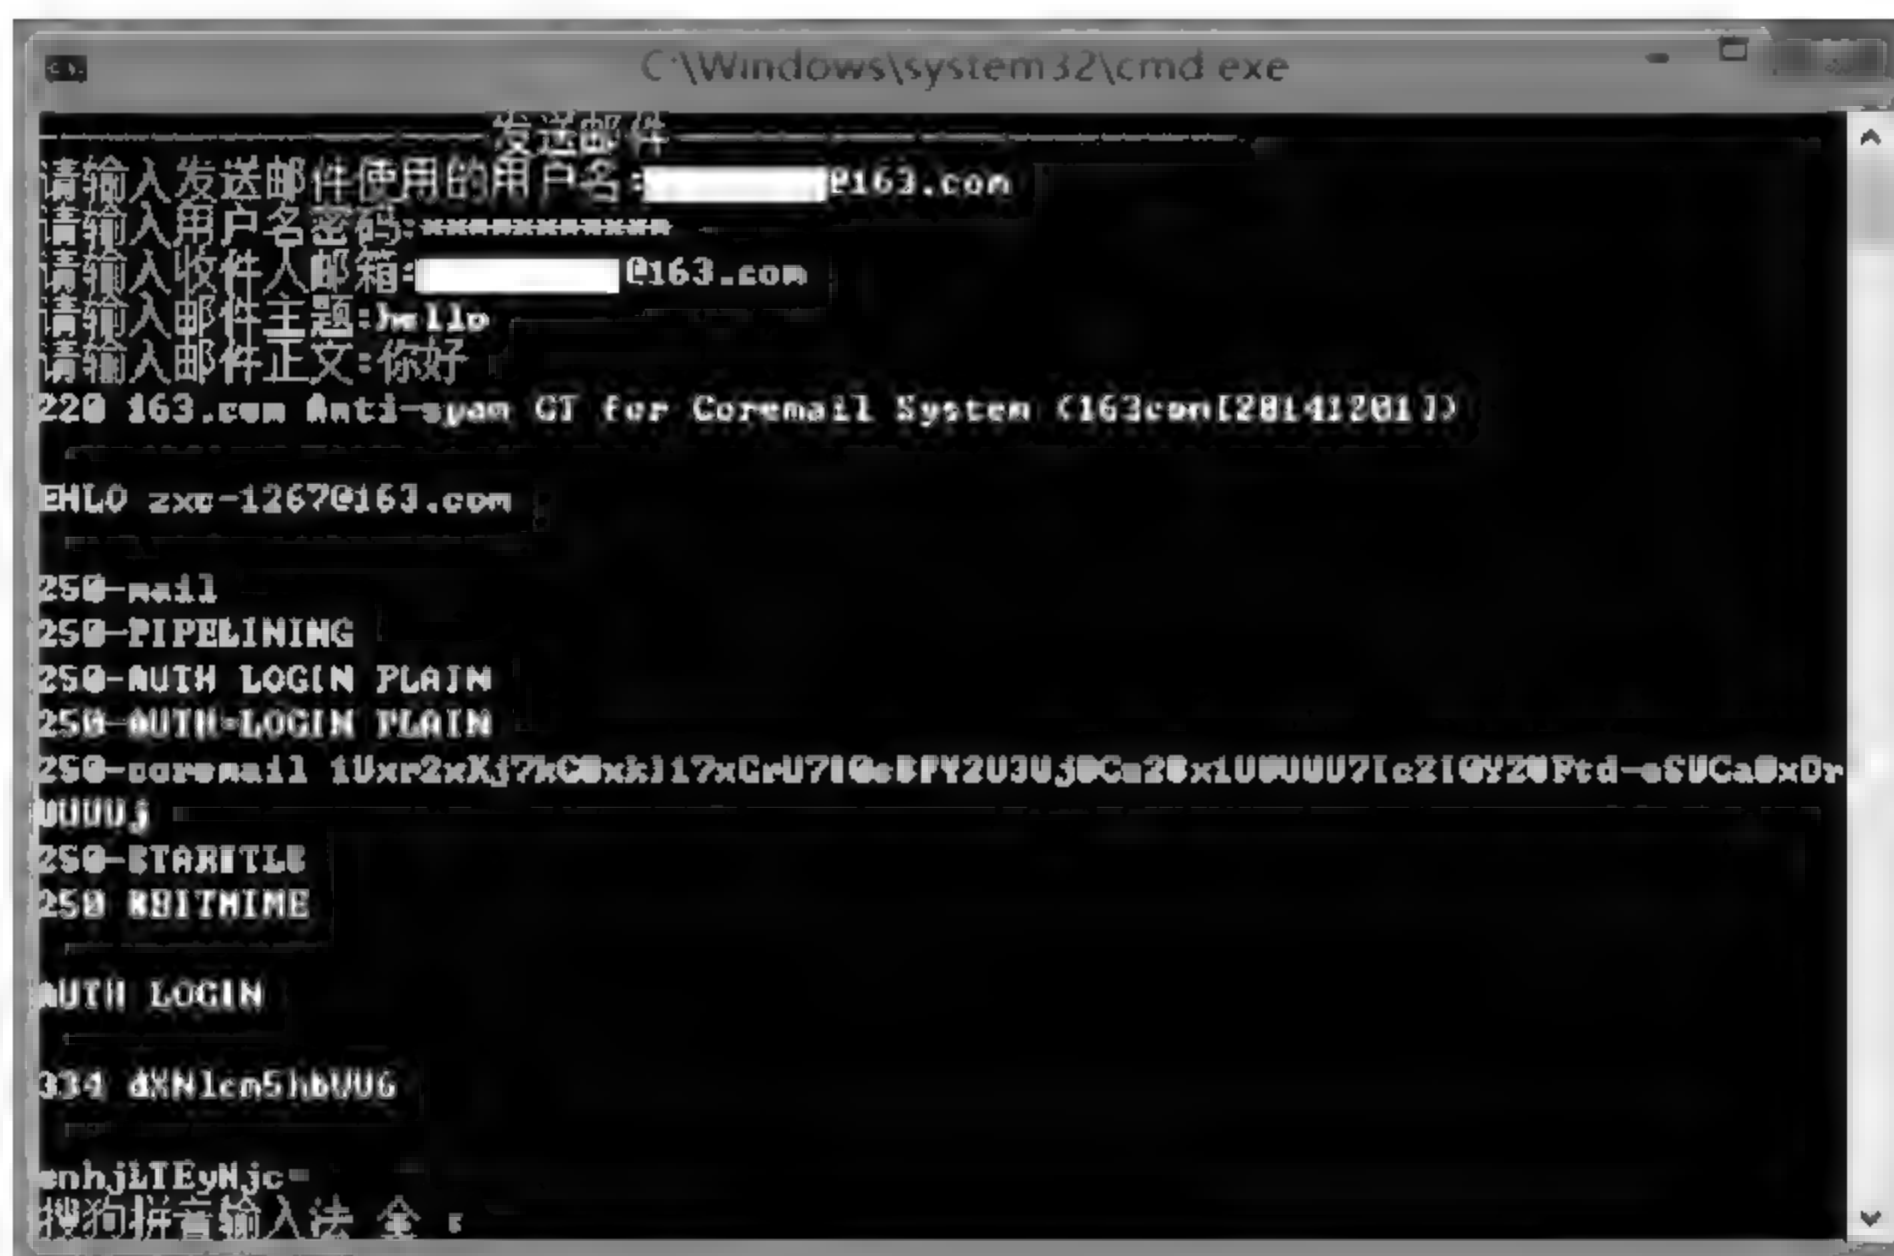 C:\Windows\system32\cmd.exe
发送邮件
请输入发送邮件使用的用户名:@163.com
请输入用户名密码:***********
请输入收件人邮箱:@163.com
请输入邮件主题:hello
请输入邮件正文:你好
220 163.com Anti-spam GT for Coremail System (163com[20141201])
EHLO zxc-1267@163.com
250-mail
250-PIPELINING
250-AUTH LOGIN PLAIN
250-AUTH=LOGIN PLAIN
250-coremail
UUUUj
250-STARTTLS
250 8BITMIME
AUTH LOGIN
334 dXNlcm5hbWU6
enhjLTEyNjc=
搜狗拼音输入法 全 :